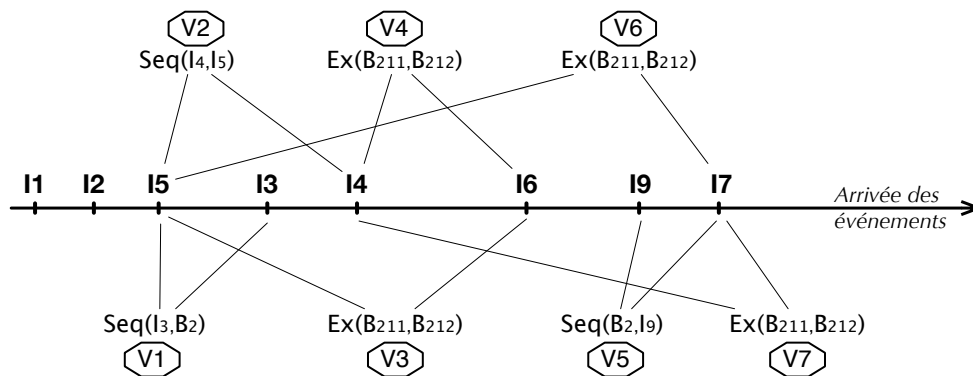 V2 V4 V6
Seq(I4,I5) Ex(B211,B212) Ex(B211,B212)
I1 I2 I5 I3 I4 I6 I9 I7
Arrivée des
événements
Seq(I3,B2) Ex(B211,B212) Seq(B2,I9) Ex(B211,B212)
V1 V3 V5 V7